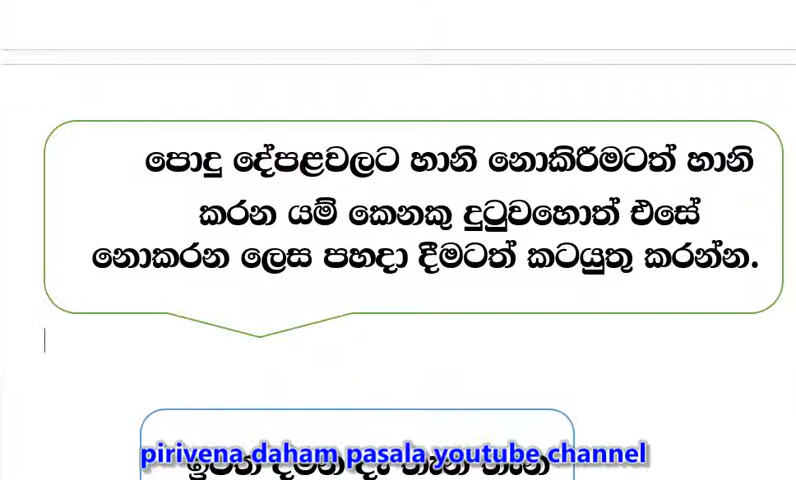 පොදු දේපළවලට හානි නොකිරීමටත් හානි
කරන යම් කෙනකු දුටුවහොත් එසේ
නොකරන ලෙස පහදා දීමටත් කටයුතු කරන්න.
pirivena daham pasala youtube channel